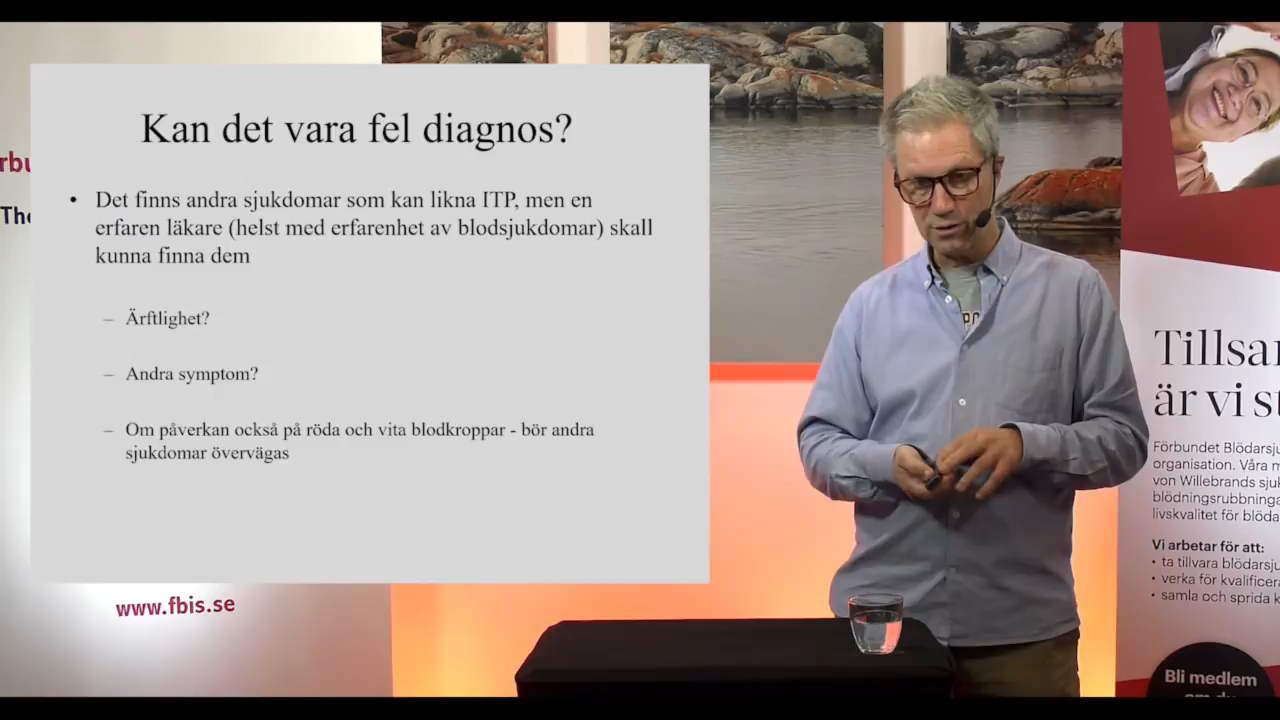 Kan det vara fel diagnos?
• Det finns andra sjukdomar som kan likna ITP, men en
erfaren läkare (helst med erfarenhet av blodsjukdomar) skall
kunna finna dem
– Ärftlighet?
– Andra symptom?
– Om påverkan också på röda och vita blodkroppar - bör andra
sjukdomar övervägas
www.fbis.se
Tillsa
är vi st
Förbundet Blödarsj
organisation. Våra m
von Willebrands sjuk
blödningsrubbninga
livskvalitet för blöda
Vi arbetar för att:
• ta tillvara blödarsju
• verka för kvalificera
• samla och sprida k
Bli medlem